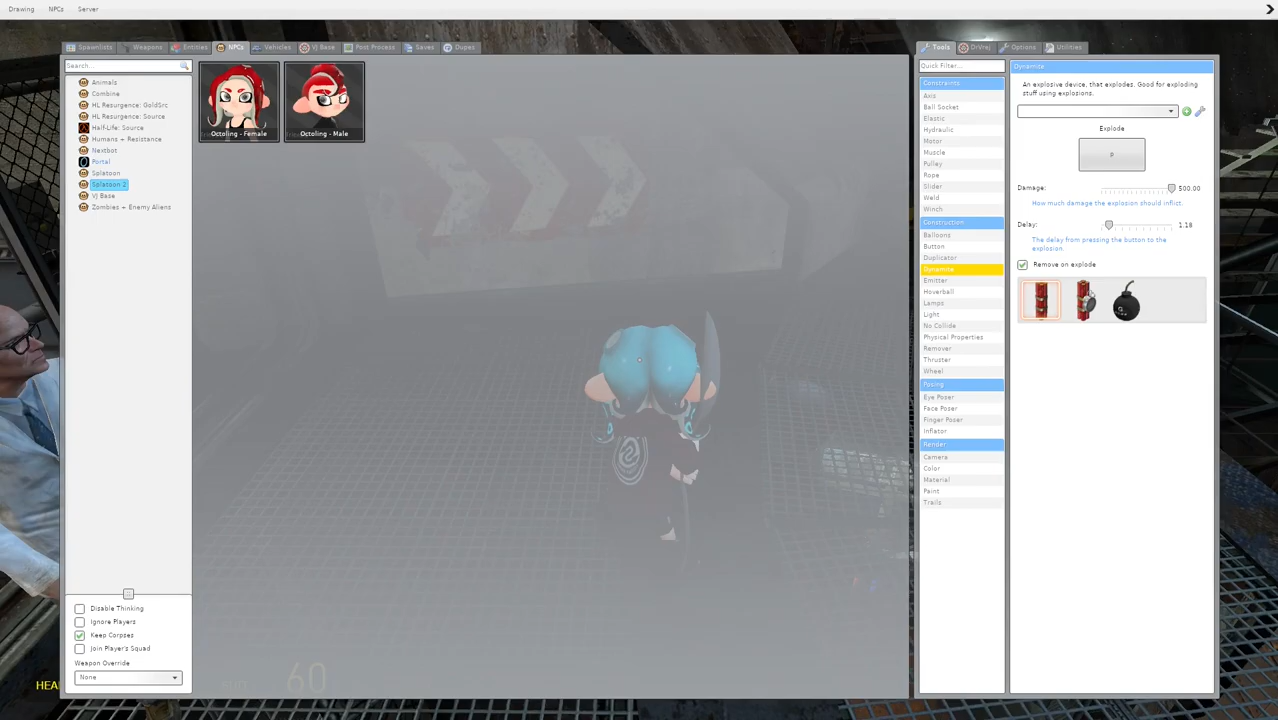 Drawing NPCs Server
Spawnlists Weapons Entities NPCs Vehicles VJ Base Post Process Saves Dupes
Search...
Animals
Combine
HL Resurgence: GoldSrc
HL Resurgence: Source
Half-Life: Source
Humans + Resistance
Nextbot
Portal
Splatoon
Splatoon 2
VJ Base
Zombies + Enemy Aliens
Octoling - Female
Octoling - Male
Disable Thinking
Ignore Players
Keep Corpses
Join Player's Squad
Weapon Override
None
60
Tools DrVrej Options Utilities
Quick Filter...
Constraints
Axis
Ball Socket
Elastic
Hydraulic
Motor
Muscle
Pulley
Rope
Slider
Weld
Winch
Construction
Balloons
Button
Duplicator
Dynamite
Emitter
Hoverball
Lamps
Light
No Collide
Physical Properties
Remover
Thruster
Wheel
Posing
Eye Poser
Face Poser
Finger Poser
Inflator
Render
Camera
Color
Material
Paint
Trails
Dynamite
An explosive device, that explodes. Good for exploding
stuff using explosions.
Explode
Damage: 500.00
How much damage the explosion should inflict.
Delay: 1.18
The delay from pressing the button to the
explosion.
Remove on explode